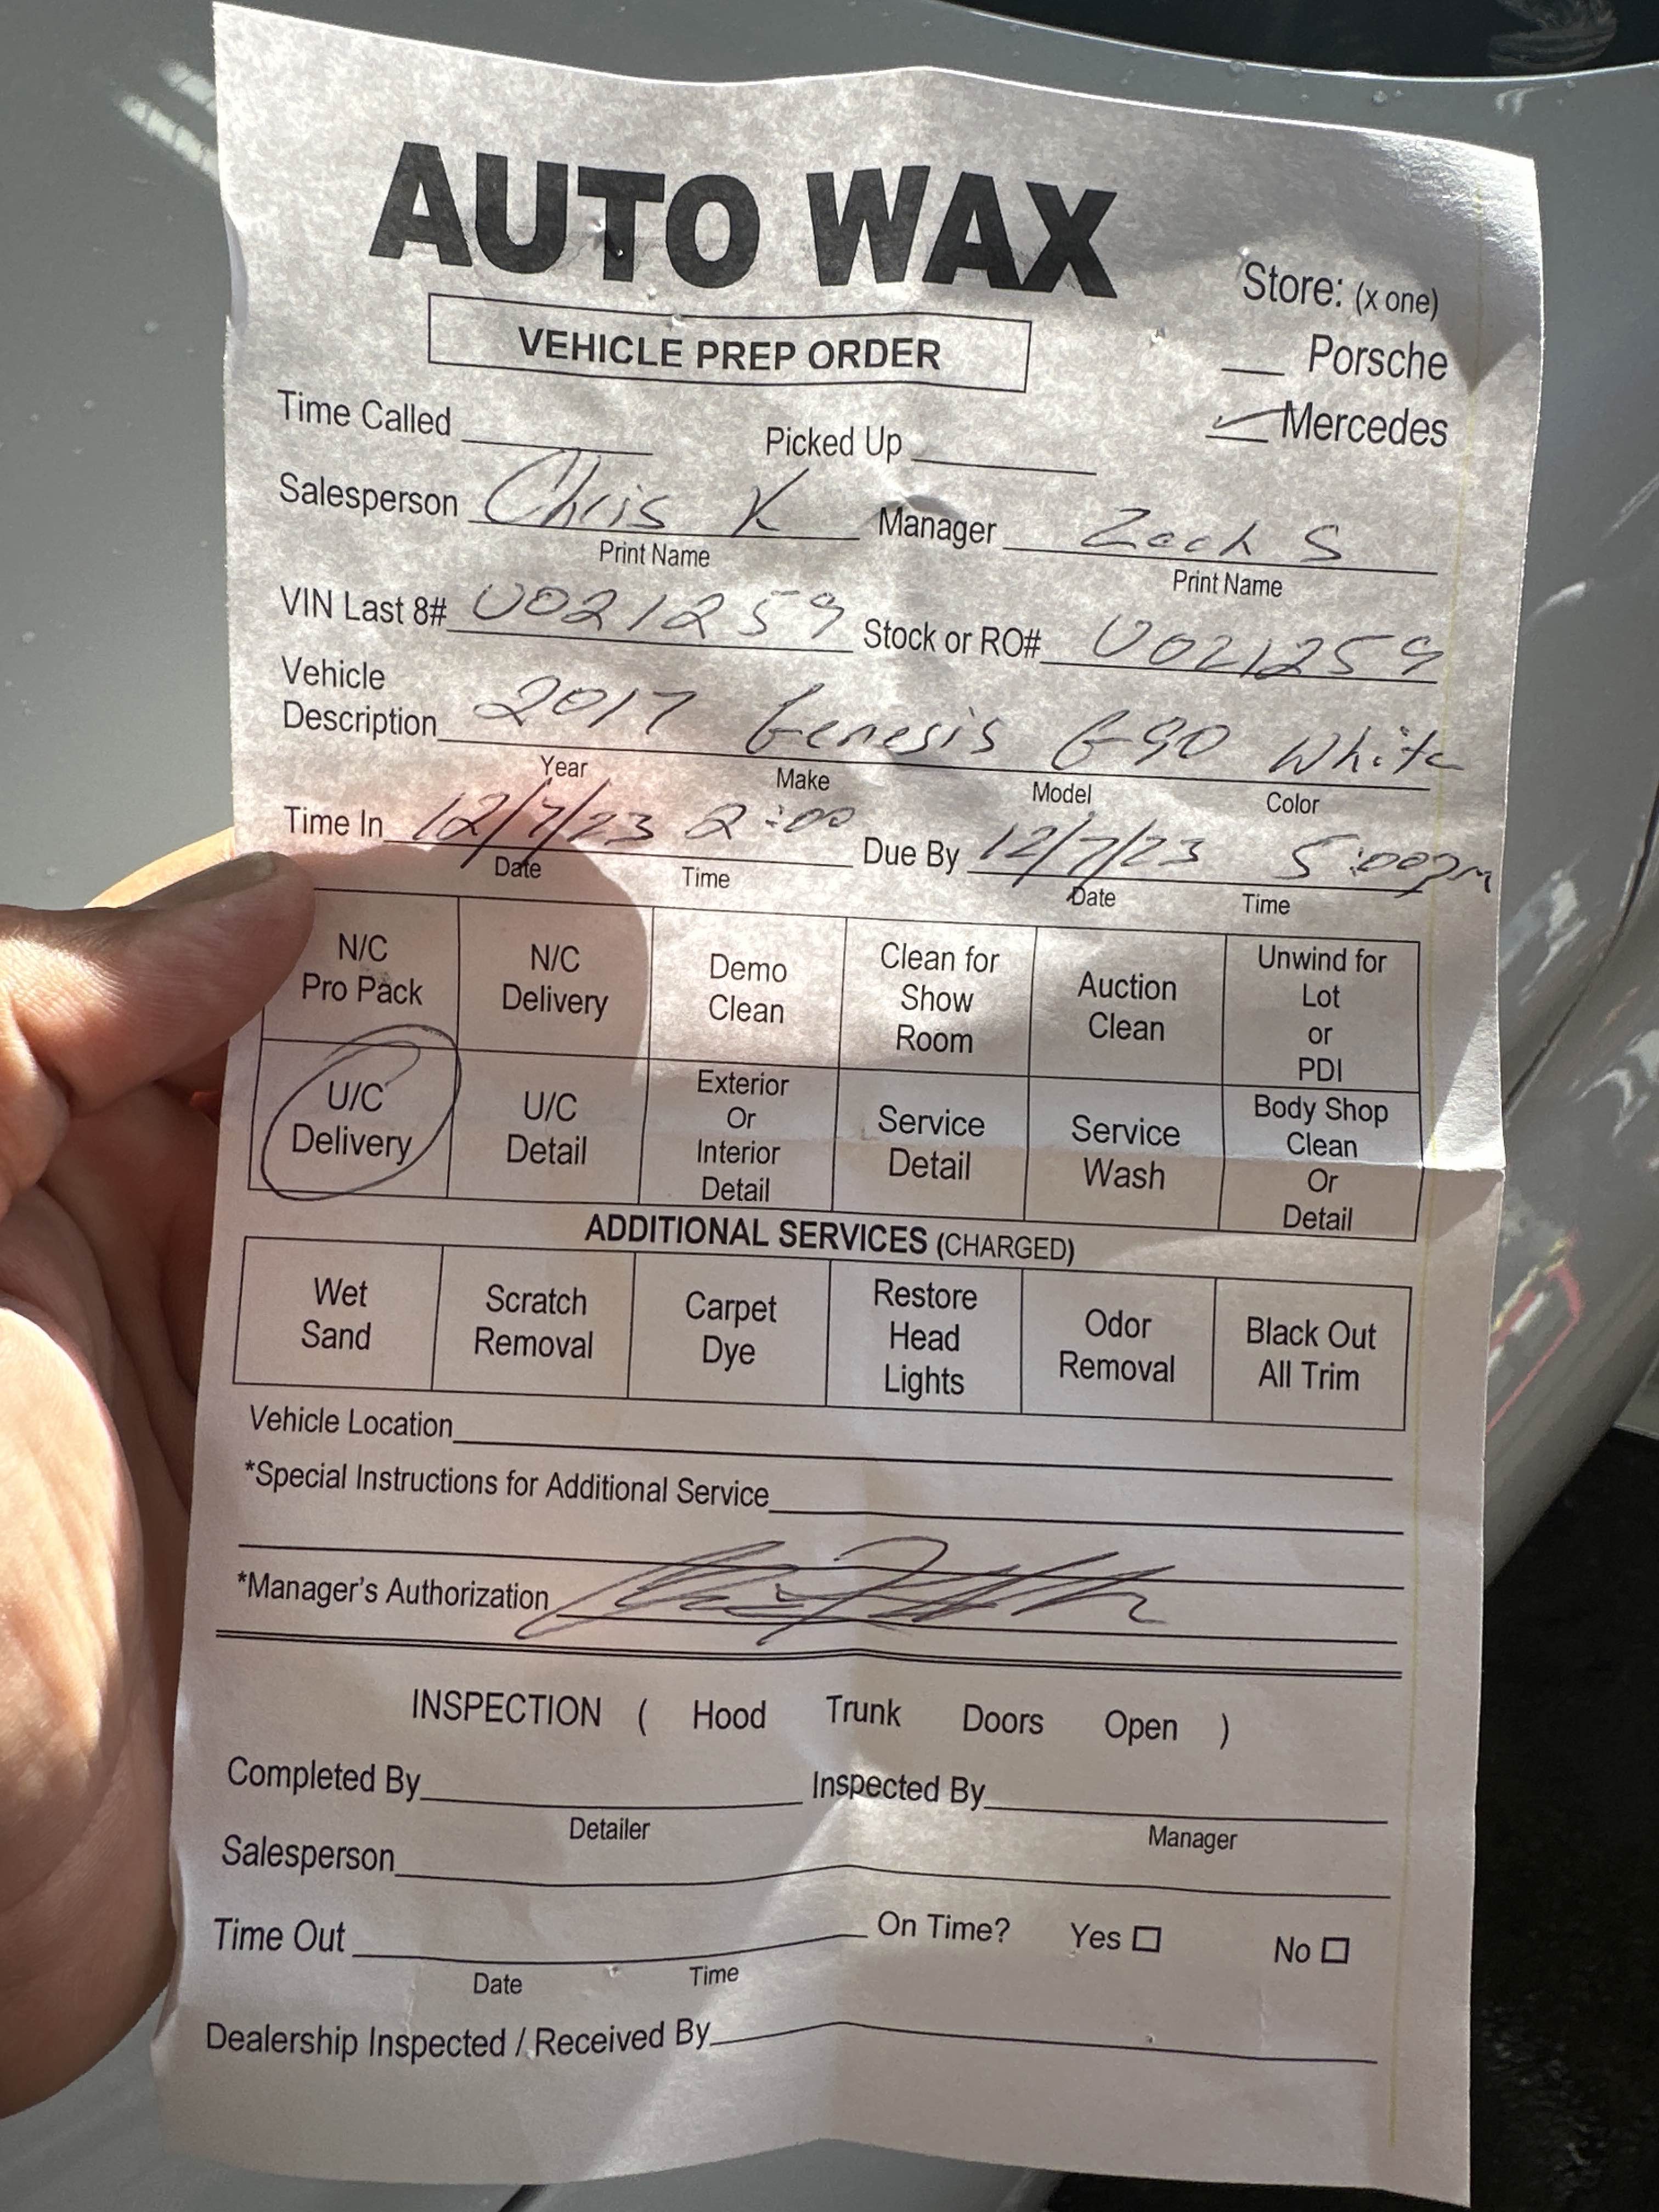 AUTO WAX
VEHICLE PREP ORDER
Store: (x one)
Porsche
Mercedes
Time Called Picked Up
Salesperson Chris K Manager Zach S
Print Name Print Name
VIN Last 8# U021259 Stock or RO# U021259
Vehicle
Description 2017 Genesis G90 White
Year Make Model Color
Time In 12/7/23 2:00 Due By 12/7/23 5:00pm
Date Time Date Time
N/C Pro Pack N/C Delivery Demo Clean Clean for Show Room Auction Clean Unwind for Lot or PDI
U/C Delivery U/C Detail Exterior Or Interior Detail Service Detail Service Wash Body Shop Clean Or Detail
ADDITIONAL SERVICES (CHARGED)
Wet Sand Scratch Removal Carpet Dye Restore Head Lights Odor Removal Black Out All Trim
Vehicle Location
*Special Instructions for Additional Service
*Manager's Authorization
INSPECTION ( Hood Trunk Doors Open )
Completed By Inspected By
Detailer Manager
Salesperson
Time Out On Time? Yes No
Date Time
Dealership Inspected / Received By